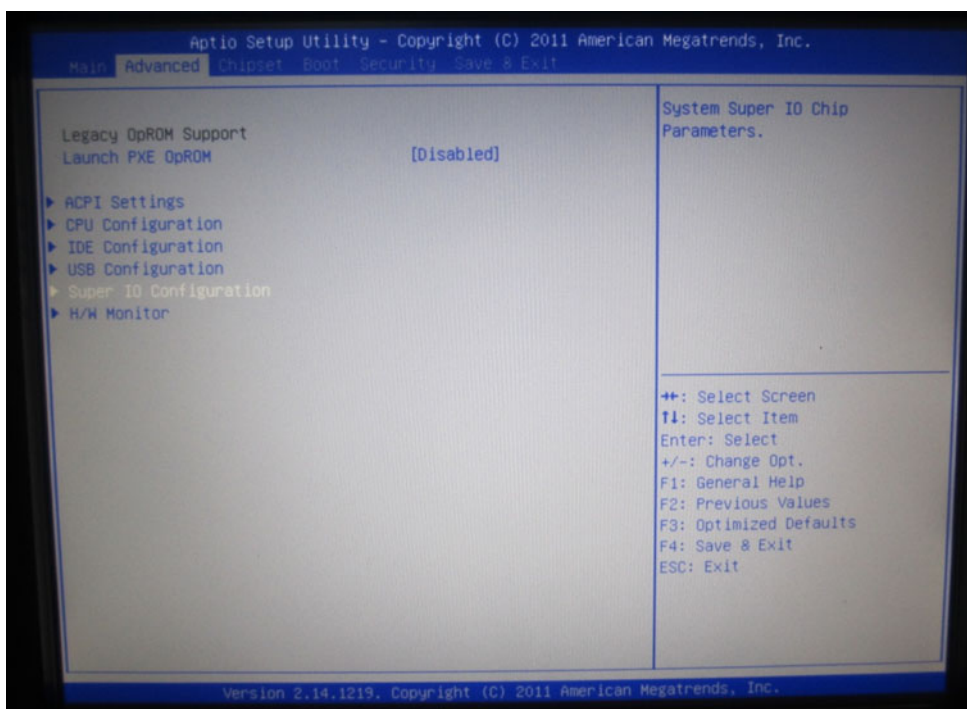 Aptio Setup Utility - Copyright (C) 2011 American Megatrends, Inc.
Main Advanced Chipset Boot Security Save & Exit
Legacy OpROM Support
Launch PXE OpROM [Disabled]
► ACPI Settings
► CPU Configuration
► IDE Configuration
► USB Configuration
► Super IO Configuration
► H/W Monitor
System Super IO Chip
Parameters.
→←: Select Screen
↑↓: Select Item
Enter: Select
+/-: Change Opt.
F1: General Help
F2: Previous Values
F3: Optimized Defaults
F4: Save & Exit
ESC: Exit
Version 2.14.1219. Copyright (C) 2011 American Megatrends, Inc.